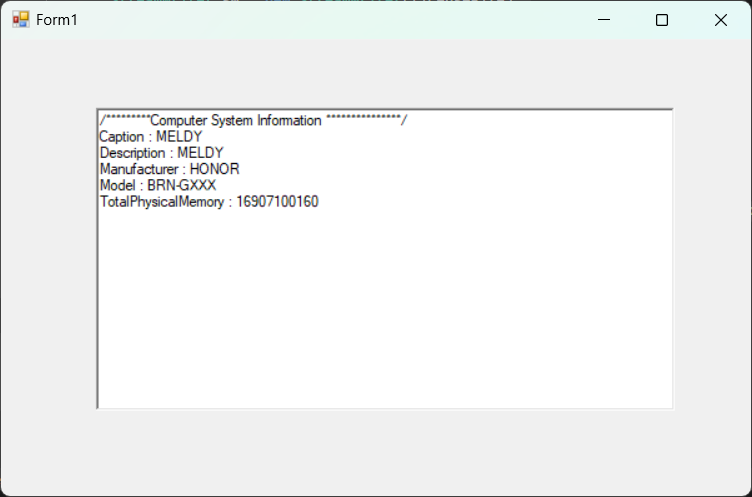 Form1
/*********Computer System Information ***************/
Caption : MELDY
Description : MELDY
Manufacturer : HONOR
Model : BRN-GXXX
TotalPhysicalMemory : 16907100160